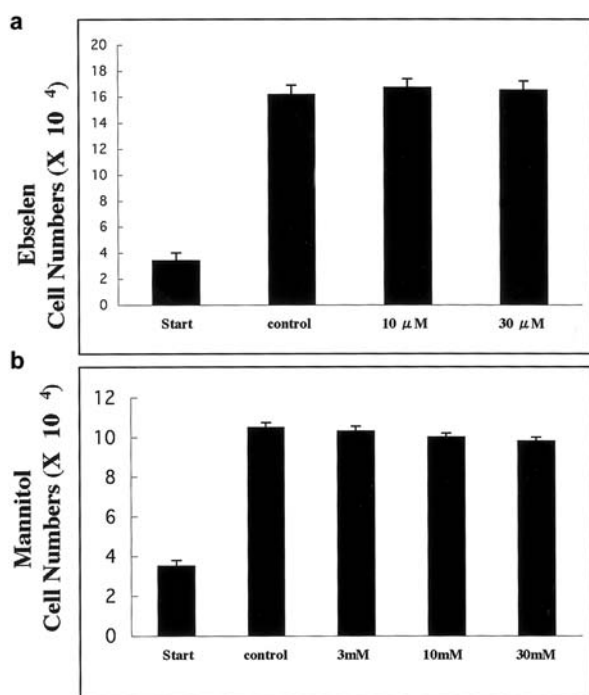 a
Ebselen
Cell Numbers (X 10 4)
20
18
16
14
12
10
8
6
4
2
0
Start control 10 μM 30 μM
b
Mannitol
Cell Numbers (X 10 4)
12
10
8
6
4
2
0
Start control 3mM 10mM 30mM